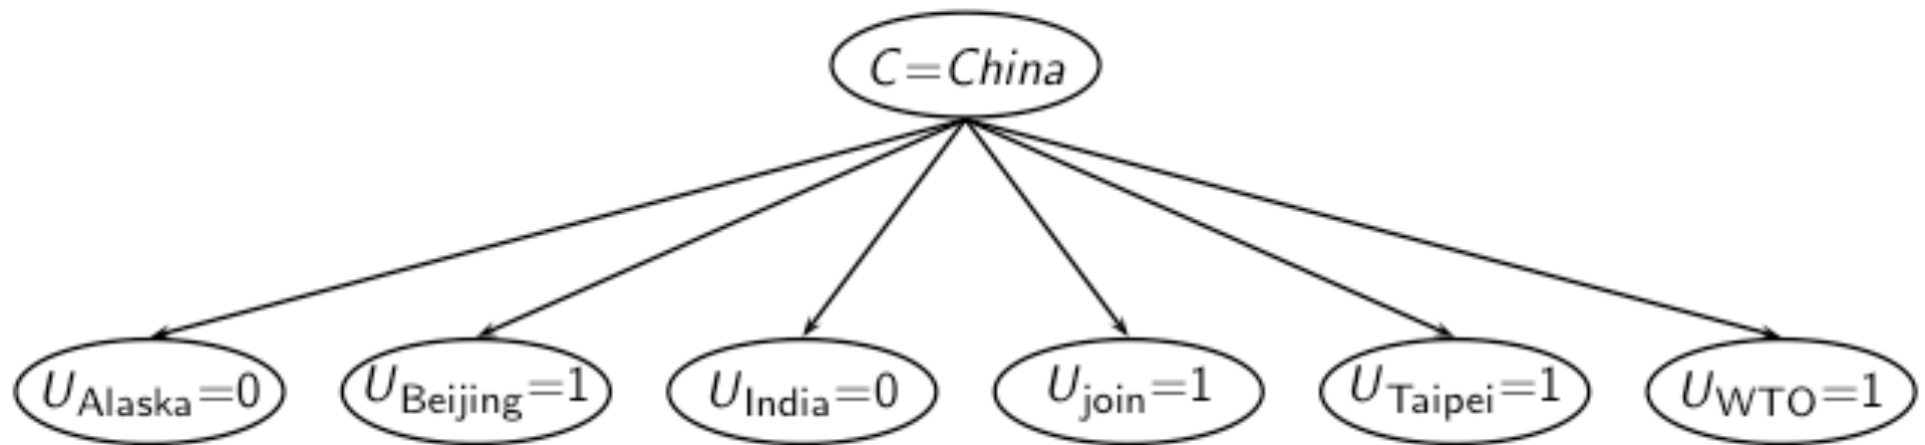 C=China
U_Alaska=0
U_Beijing=1
U_India=0
U_join=1
U_Taipei=1
U_WTO=1